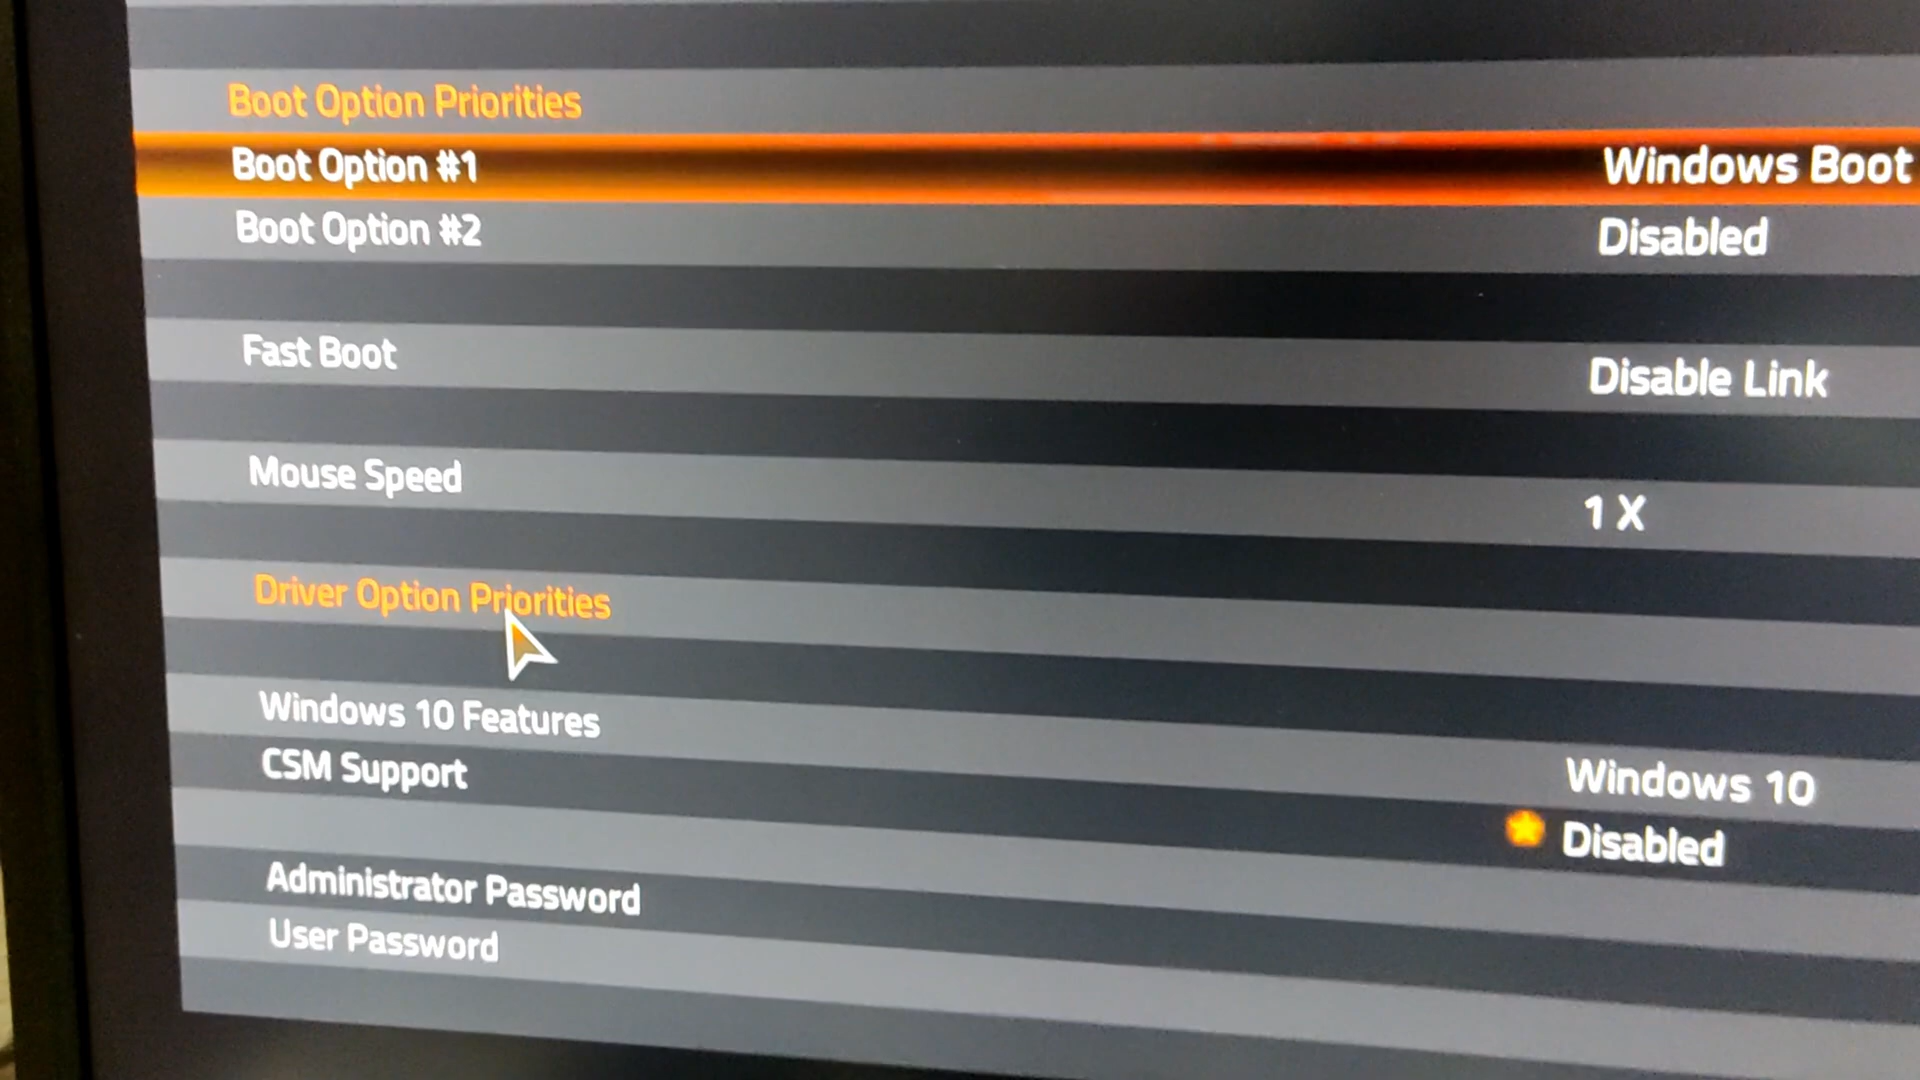 Boot Option Priorities
Boot Option #1 Windows Boot
Boot Option #2 Disabled
Fast Boot Disable Link
Mouse Speed 1 X
Driver Option Priorities
Windows 10 Features Windows 10
CSM Support Disabled
Administrator Password
User Password